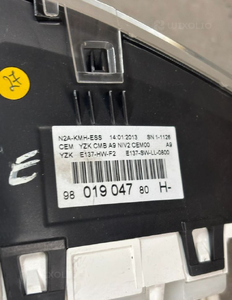 N2A-KMH-ESS 14.01.2013 SN:1-1126
CEM YZK CMB A9 NIV2 CEM00 A9
YZK E137-HW-F2 E137-SW-LL-0800
98 019 047 80 H-
E